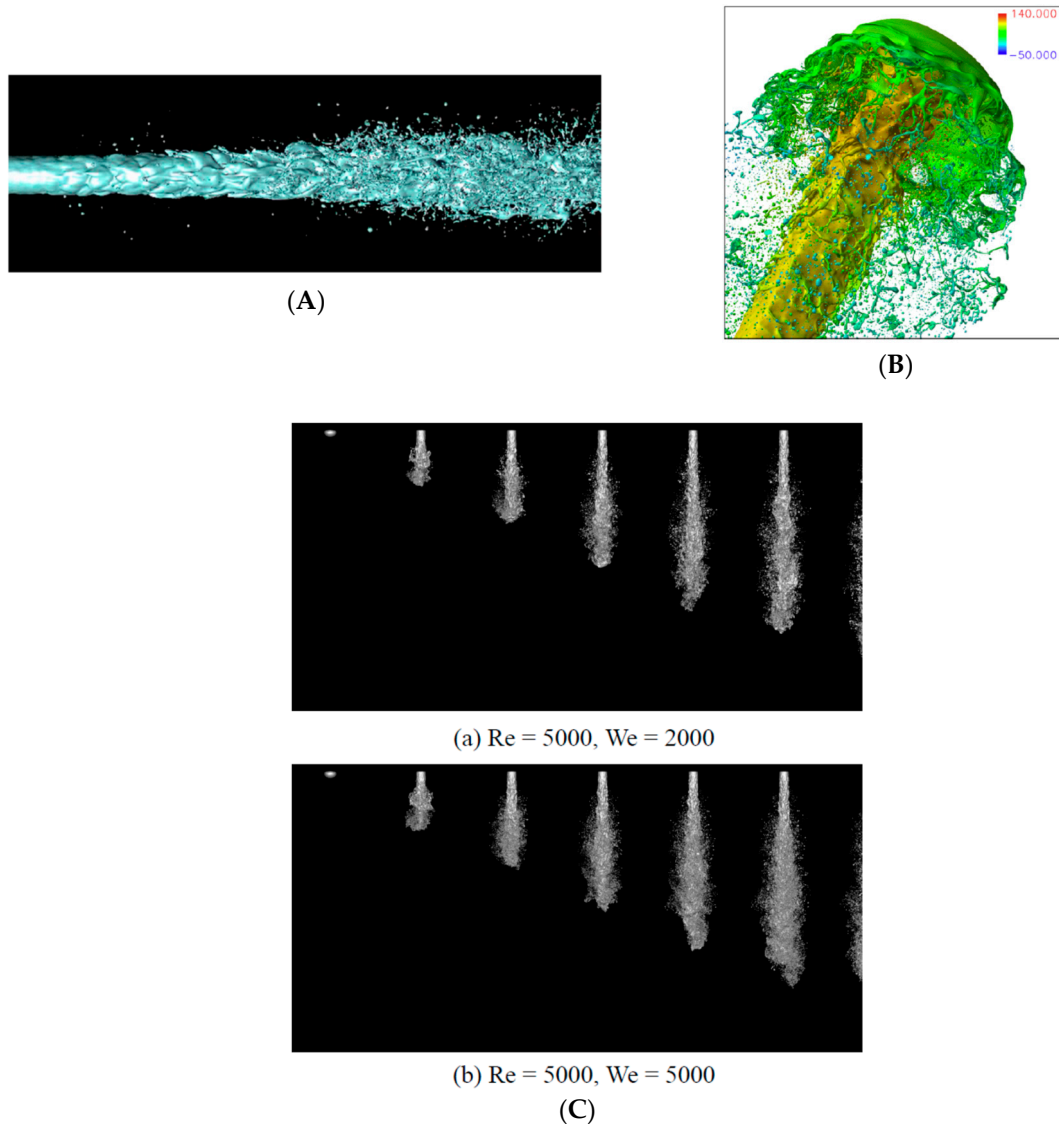 140.000
−50.000
(A)
(B)
(a) Re = 5000, We = 2000
(b) Re = 5000, We = 5000
(C)